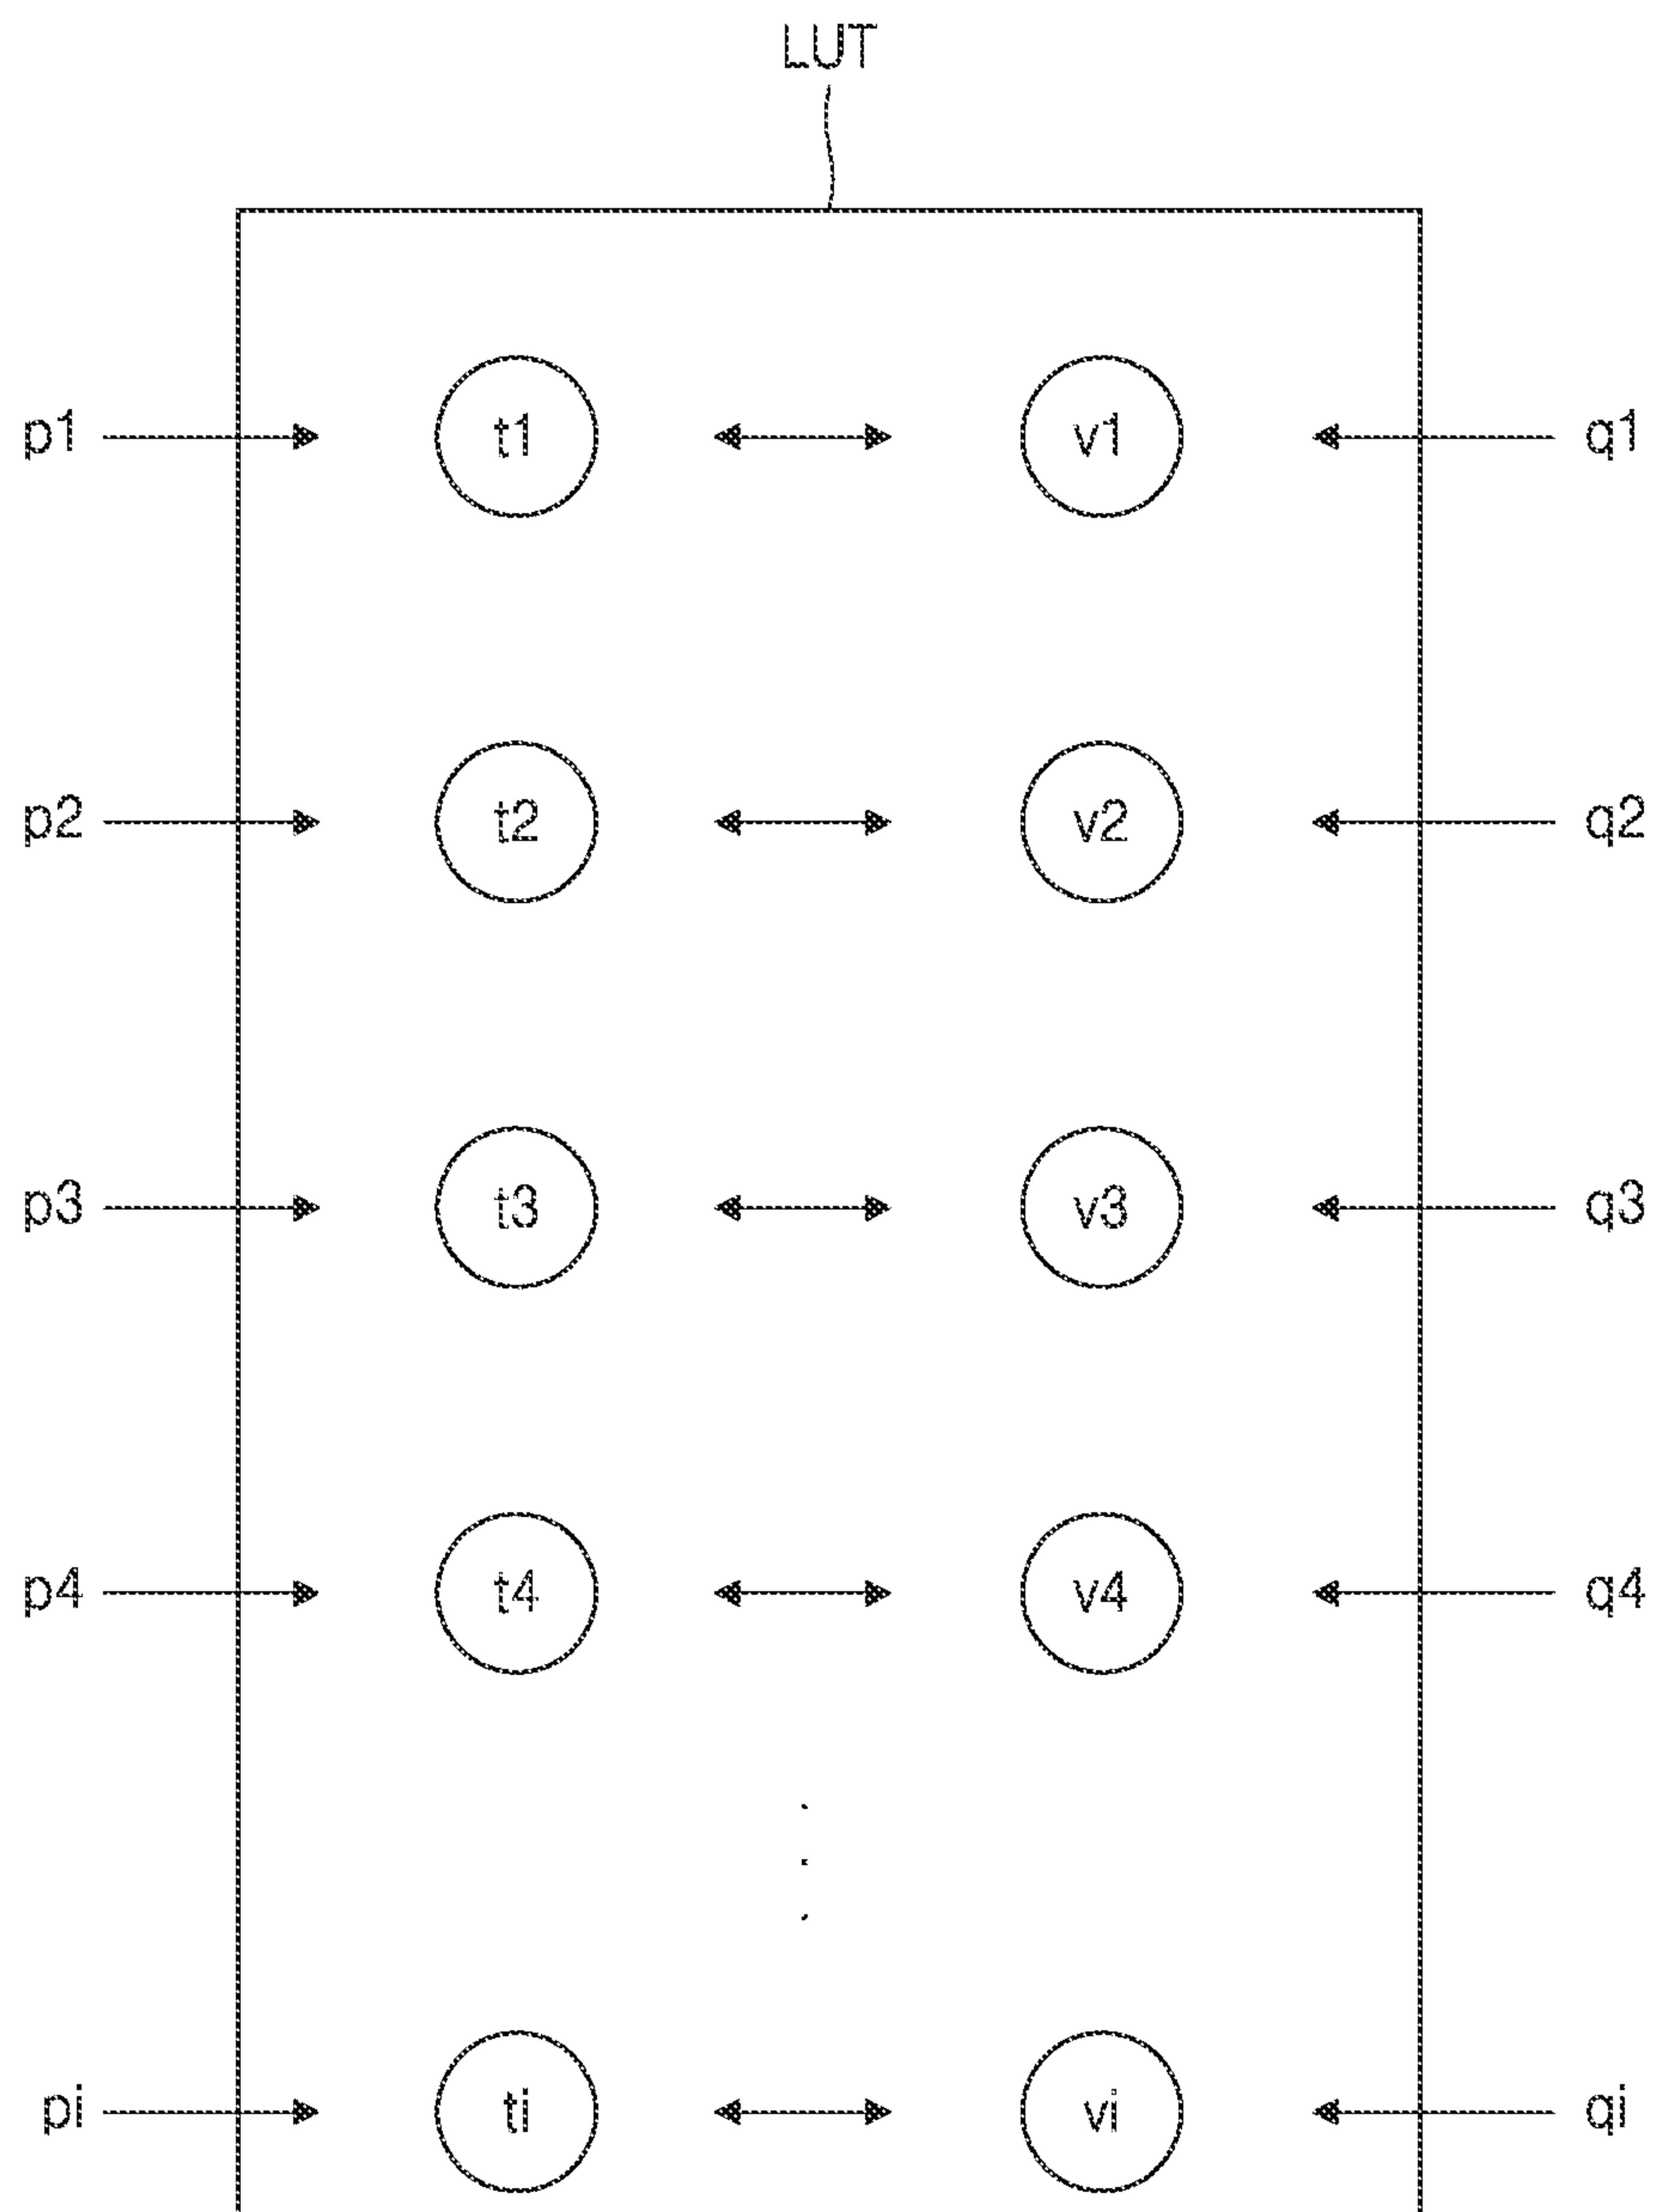 LUT
p1 t1 v1 q1
p2 t2 v2 q2
p3 t3 v3 q3
p4 t4 v4 q4
pi ti vi qi